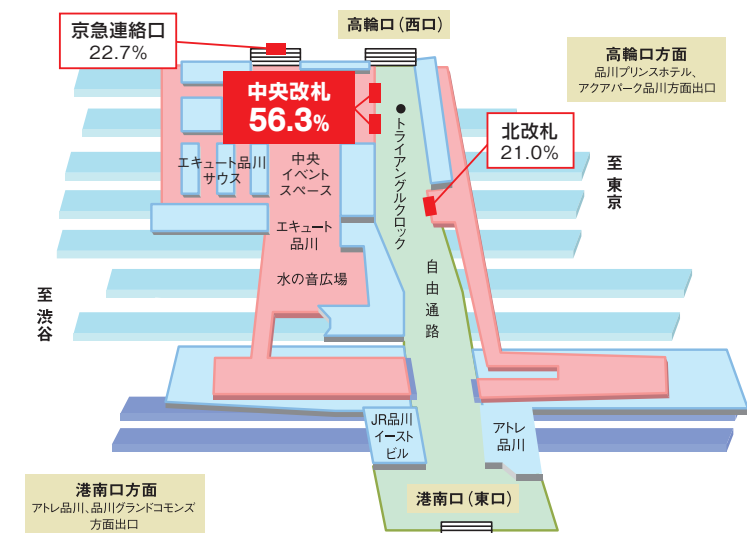 京急連絡口
22.7%
高輪口（西口）
高輪口方面
品川プリンスホテル、
アクアパーク品川方面出口
中央改札
56.3%
北改札
21.0%
トライアングルクロック
エキュート品川
サウス
中央
イベント
スペース
至東京
エキュート
品川
水の音広場
自由通路
至渋谷
JR品川
イースト
ビル
アトレ
品川
港南口方面
アトレ品川、品川グランドコモンズ
方面出口
港南口（東口）